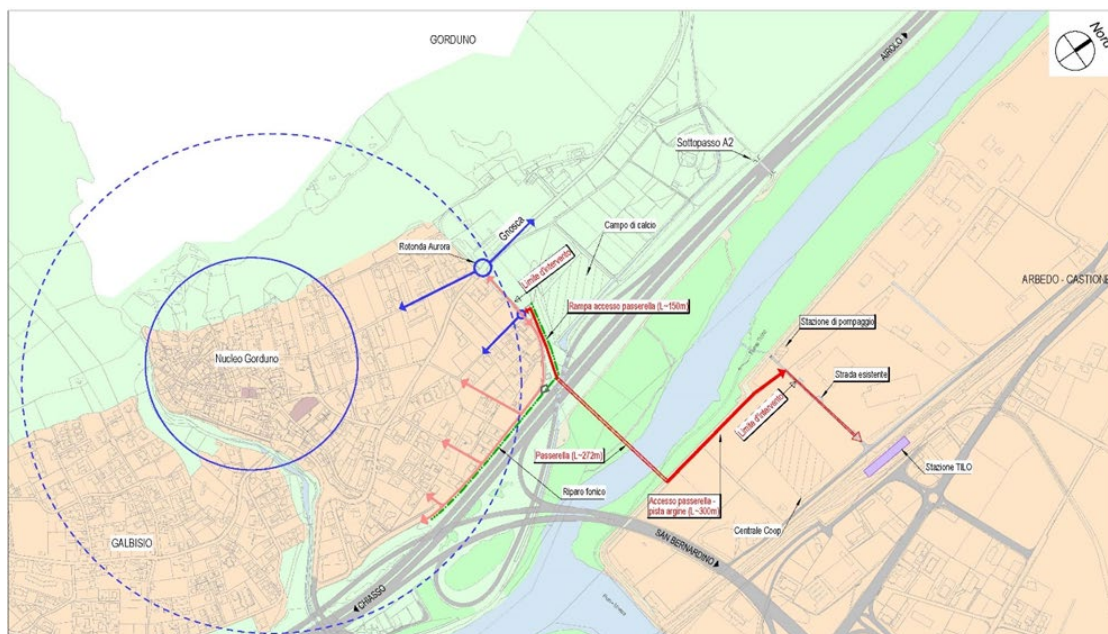 GORDUNO
Nord
AIROLO
Sottopasso A2
Gnosca
Rotonda Aurora
Campo di calcio
Limite d'intervento
ARBEDO - CASTIONE
Rampa accesso passerella (L~150m)
Stazione di pompaggio
Nucleo Gorduno
Strada esistente
Limite d'intervento
Passerella (L~272m)
Stazione TILO
Riparo fonico
Accesso passerella -
pista argine (L~300m)
Centrale Coop
SAN BERNARDINO
GALBISIO
CHIASSO